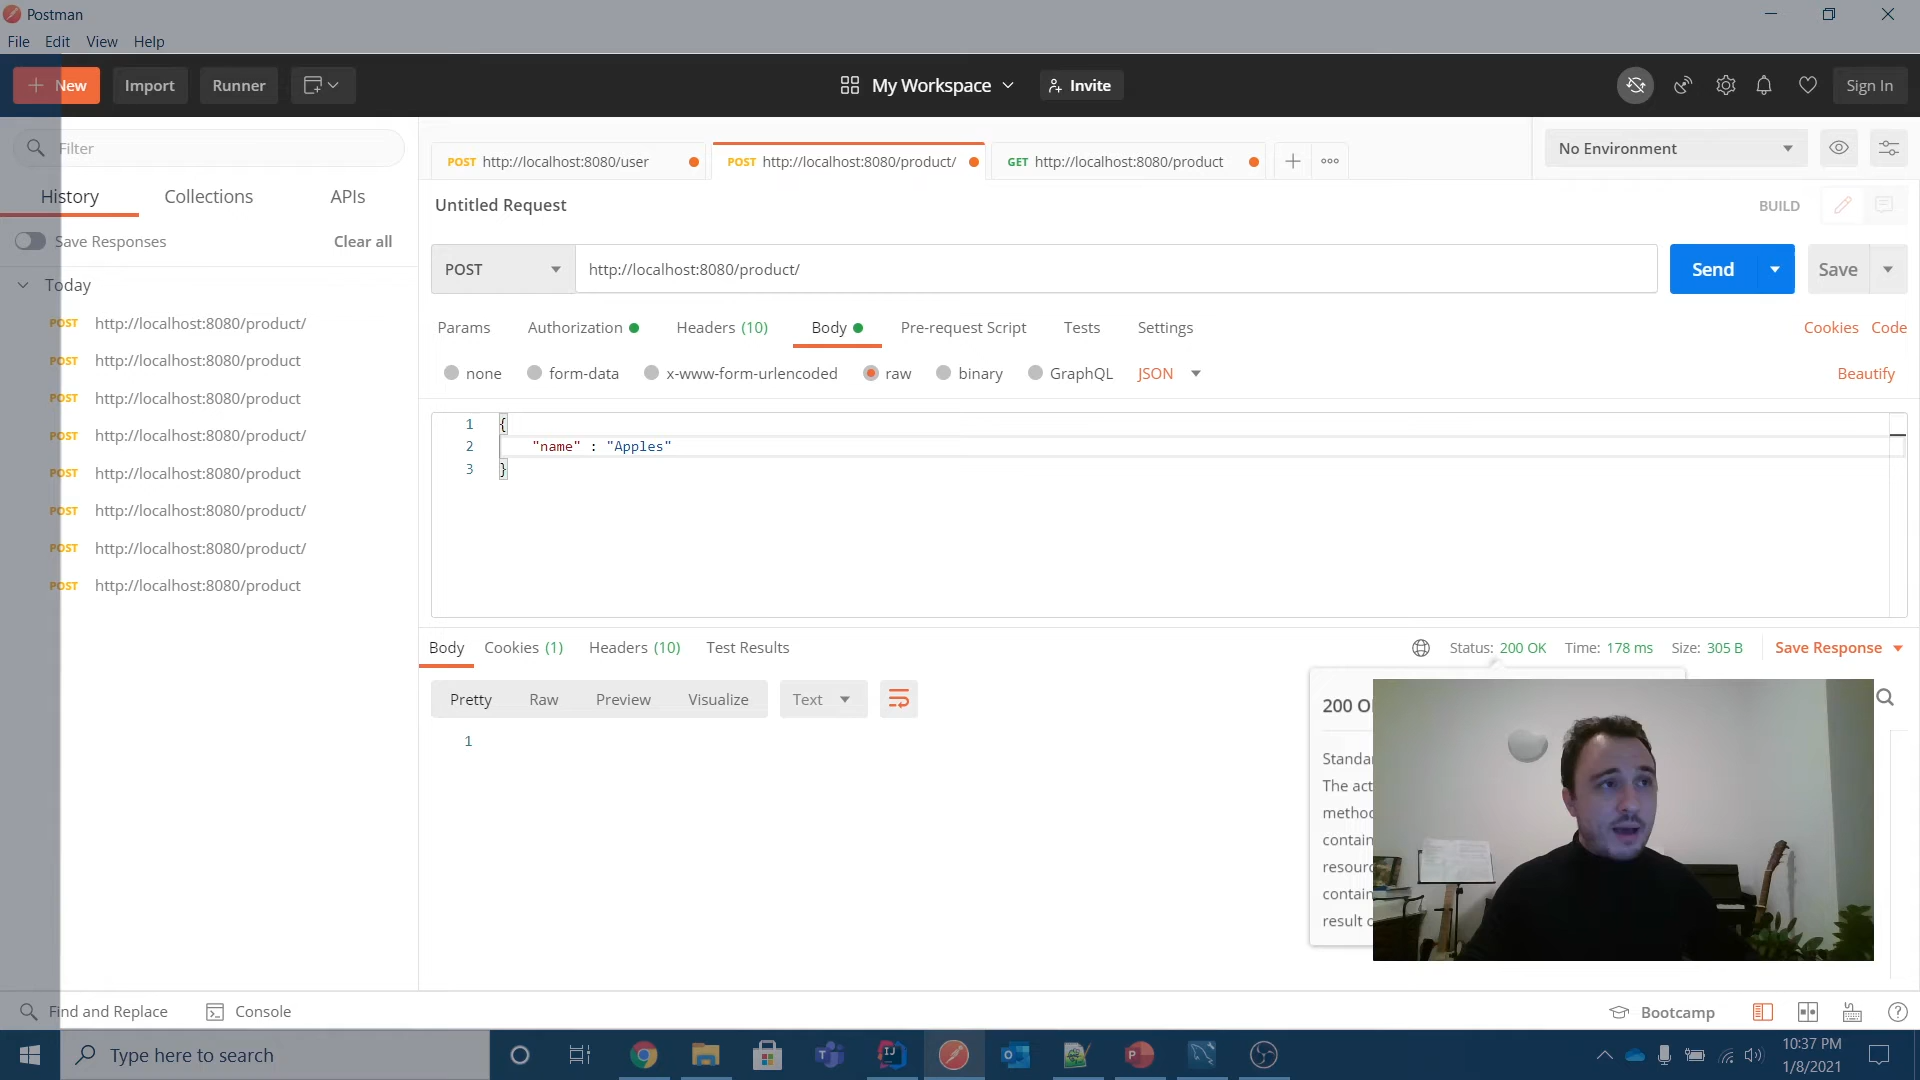 Postman
File Edit View Help
New Import Runner My Workspace Invite Sign In
Filter
History Collections APIs
Save Responses Clear all
Today
POST http://localhost:8080/product/
POST http://localhost:8080/product
POST http://localhost:8080/product
POST http://localhost:8080/product/
POST http://localhost:8080/product
POST http://localhost:8080/product/
POST http://localhost:8080/product/
POST http://localhost:8080/product
POST http://localhost:8080/user POST http://localhost:8080/product/ GET http://localhost:8080/product No Environment
Untitled Request BUILD
POST http://localhost:8080/product/ Send Save
Params Authorization Headers (10) Body Pre-request Script Tests Settings Cookies Code
none form-data x-www-form-urlencoded raw binary GraphQL JSON Beautify
1 {
2 "name" : "Apples"
3 }
Body Cookies (1) Headers (10) Test Results Status: 200 OK Time: 178 ms Size: 305 B Save Response
Pretty Raw Preview Visualize Text
1
200
result
Find and Replace Console Bootcamp
Type here to search
10:37 PM
1/8/2021